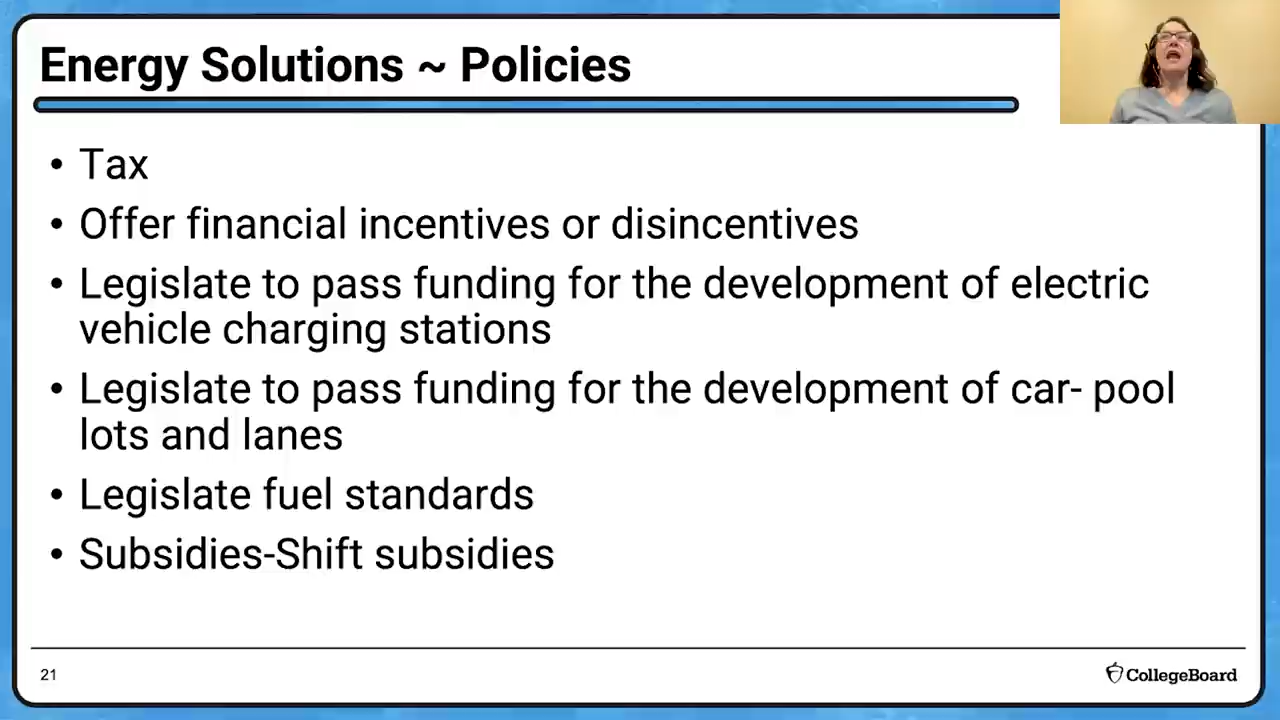 Energy Solutions ~ Policies
• Tax
• Offer financial incentives or disincentives
• Legislate to pass funding for the development of electric
vehicle charging stations
• Legislate to pass funding for the development of car- pool
lots and lanes
• Legislate fuel standards
• Subsidies-Shift subsidies
21
CollegeBoard